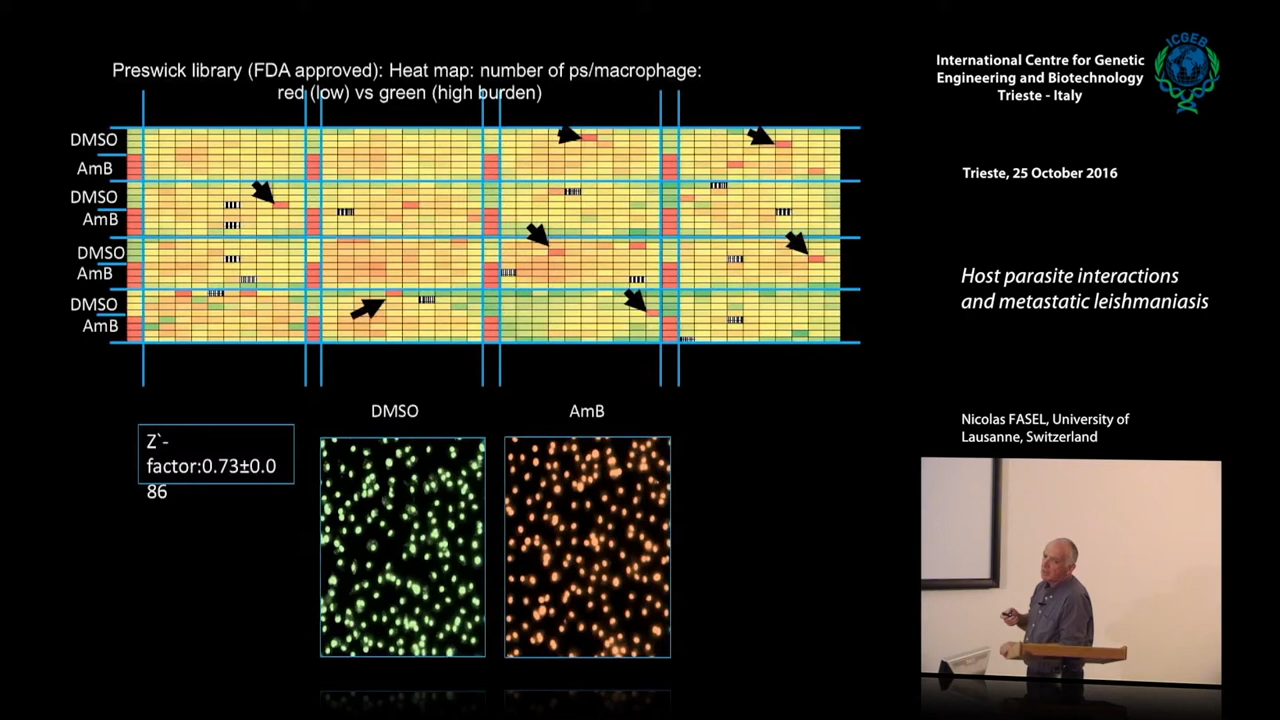 Preswick library (FDA approved): Heat map: number of ps/macrophage:
red (low) vs green (high burden)
DMSO
AmB
DMSO
AmB
DMSO
AmB
DMSO
AmB
DMSO
AmB
Z`-
factor:0.73±0.0
86
International Centre for Genetic
Engineering and Biotechnology
Trieste - Italy
ICGEB
Trieste, 25 October 2016
Host parasite interactions
and metastatic leishmaniasis
Nicolas FASEL, University of
Lausanne, Switzerland